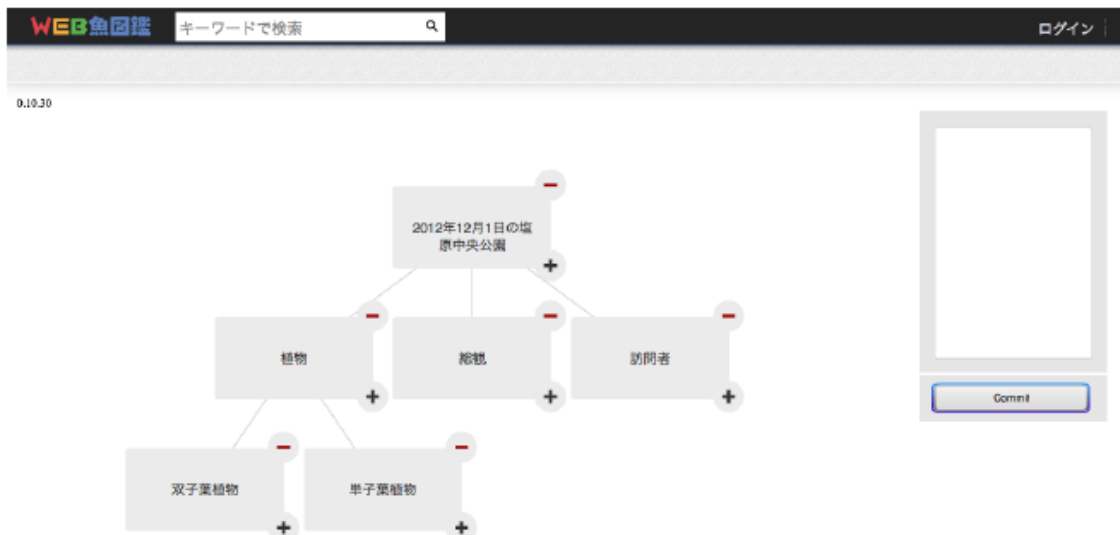 WEB魚図鑑
キーワードで検索
ログイン
0.10.30
2012年12月1日の塩
原中央公園
植物
総観
訪問者
Commit
双子葉植物
単子葉植物